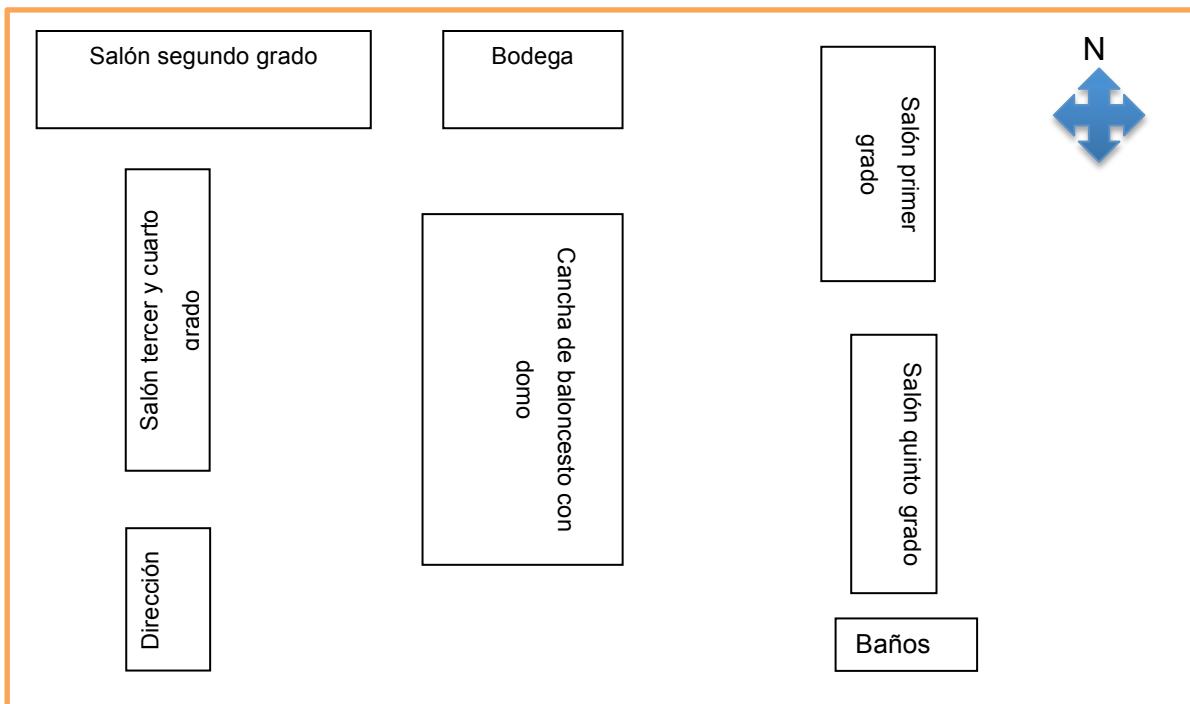 Salón segundo grado
Bodega
N
Salón primer
grado
Salón tercer y cuarto
grado
Cancha de baloncesto con
domo
Salón quinto grado
Dirección
Baños